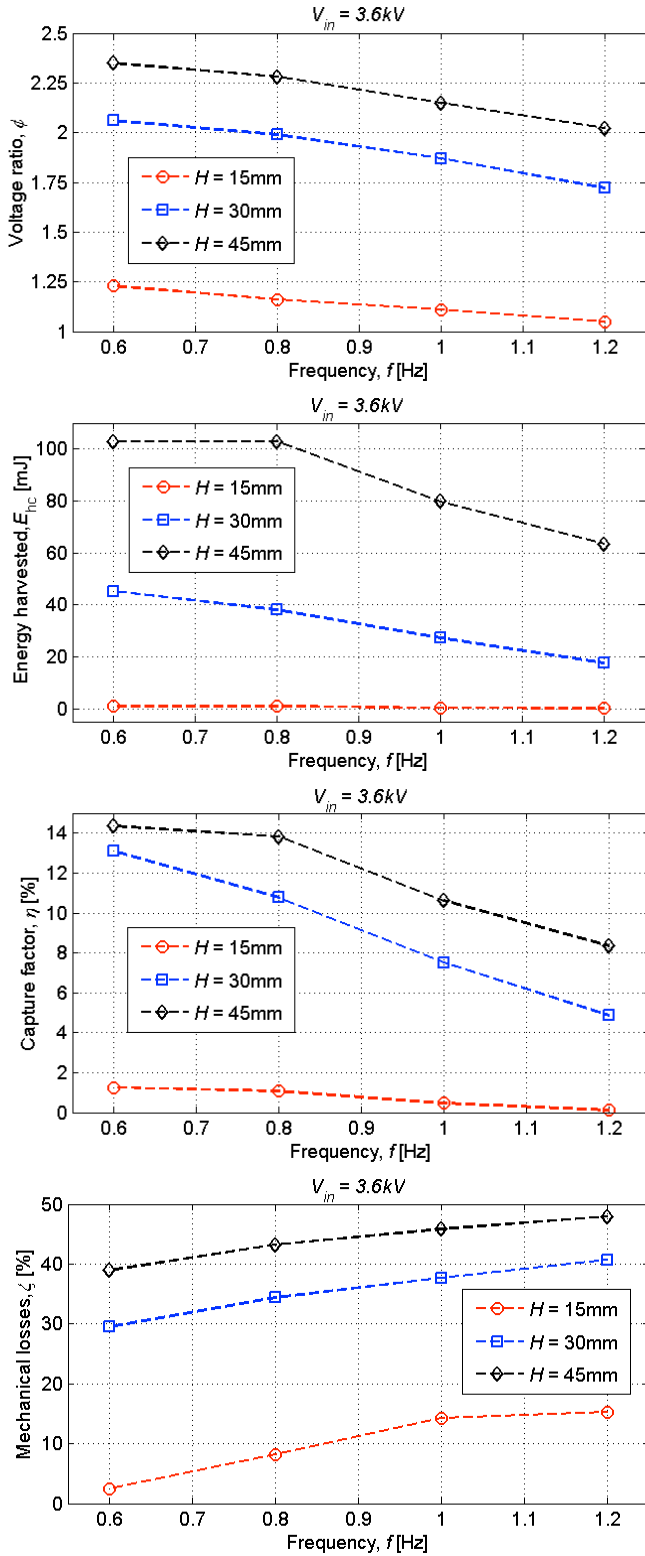 V_in = 3.6kV
2.5
2.25
2
1.75
1.5
1.25
1
Voltage ratio, ϕ
H = 15mm
H = 30mm
H = 45mm
0.6 0.7 0.8 0.9 1 1.1 1.2
Frequency, f [Hz]
V_in = 3.6kV
100
80
60
40
20
0
Energy harvested, E_hc [mJ]
H = 15mm
H = 30mm
H = 45mm
0.6 0.7 0.8 0.9 1 1.1 1.2
Frequency, f [Hz]
V_in = 3.6kV
14
12
10
8
6
4
2
0
Capture factor, η [%]
H = 15mm
H = 30mm
H = 45mm
0.6 0.7 0.8 0.9 1 1.1 1.2
Frequency, f [Hz]
V_in = 3.6kV
50
40
30
20
10
0
Mechanical losses, ζ [%]
H = 15mm
H = 30mm
H = 45mm
0.6 0.7 0.8 0.9 1 1.1 1.2
Frequency, f [Hz]